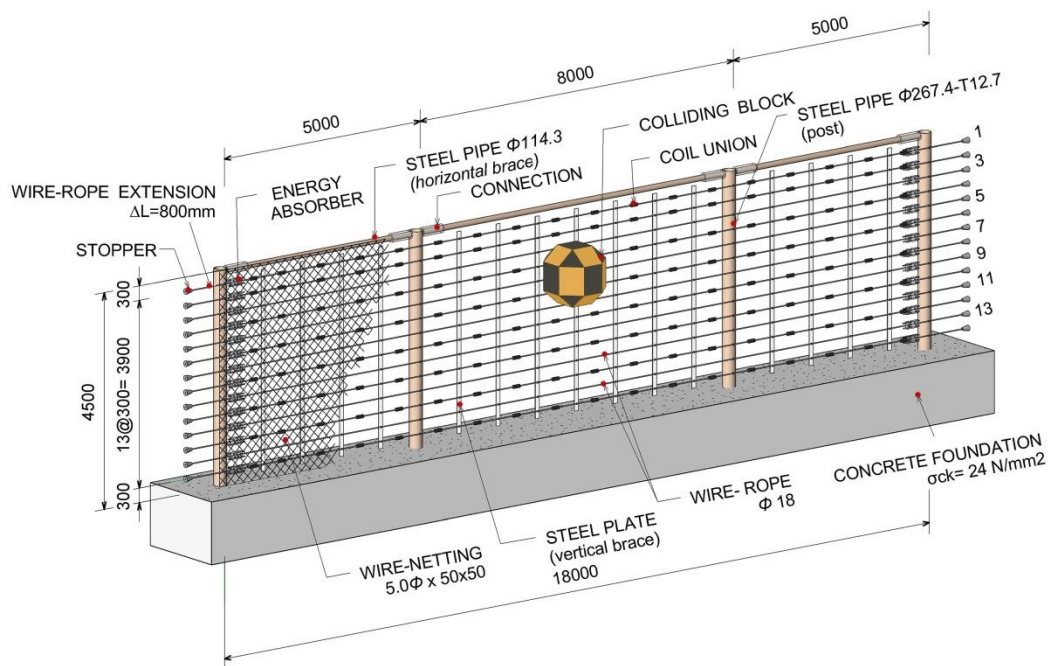 5000
8000
5000
COLLIDING BLOCK
STEEL PIPE Φ267.4-T12.7
(post)
COIL UNION
STEEL PIPE Φ114.3
(horizontal brace)
CONNECTION
ENERGY
ABSORBER
WIRE-ROPE EXTENSION
ΔL=800mm
STOPPER
1
3
5
7
9
11
13
300
13@300= 3900
4500
300
CONCRETE FOUNDATION
σck= 24 N/mm2
WIRE- ROPE
Φ 18
STEEL PLATE
(vertical brace)
WIRE-NETTING
5.0Φ x 50x50
18000